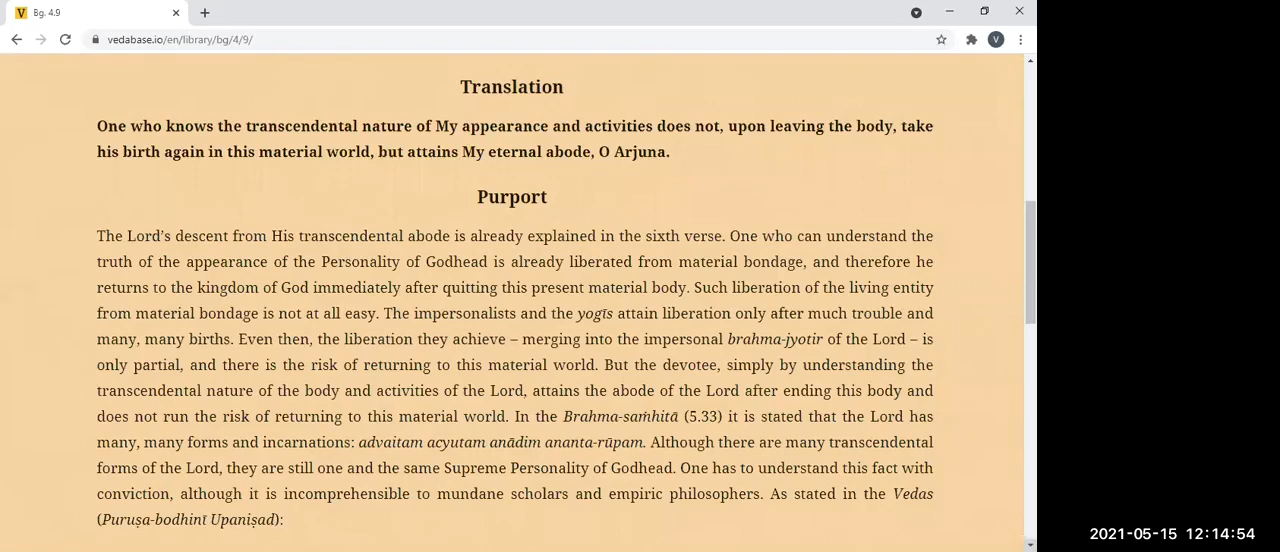 Bg. 4.9
vedabase.io/en/library/bg/4/9/
V
Translation
One who knows the transcendental nature of My appearance and activities does not, upon leaving the body, take
his birth again in this material world, but attains My eternal abode, O Arjuna.
Purport
The Lord’s descent from His transcendental abode is already explained in the sixth verse. One who can understand the
truth of the appearance of the Personality of Godhead is already liberated from material bondage, and therefore he
returns to the kingdom of God immediately after quitting this present material body. Such liberation of the living entity
from material bondage is not at all easy. The impersonalists and the yogīs attain liberation only after much trouble and
many, many births. Even then, the liberation they achieve – merging into the impersonal brahma-jyotir of the Lord – is
only partial, and there is the risk of returning to this material world. But the devotee, simply by understanding the
transcendental nature of the body and activities of the Lord, attains the abode of the Lord after ending this body and
does not run the risk of returning to this material world. In the Brahma-saṁhitā (5.33) it is stated that the Lord has
many, many forms and incarnations: advaitam acyutam anādim ananta-rūpam. Although there are many transcendental
forms of the Lord, they are still one and the same Supreme Personality of Godhead. One has to understand this fact with
conviction, although it is incomprehensible to mundane scholars and empiric philosophers. As stated in the Vedas
(Puruṣa-bodhinī Upaniṣad):
2021-05-15 12:14:54